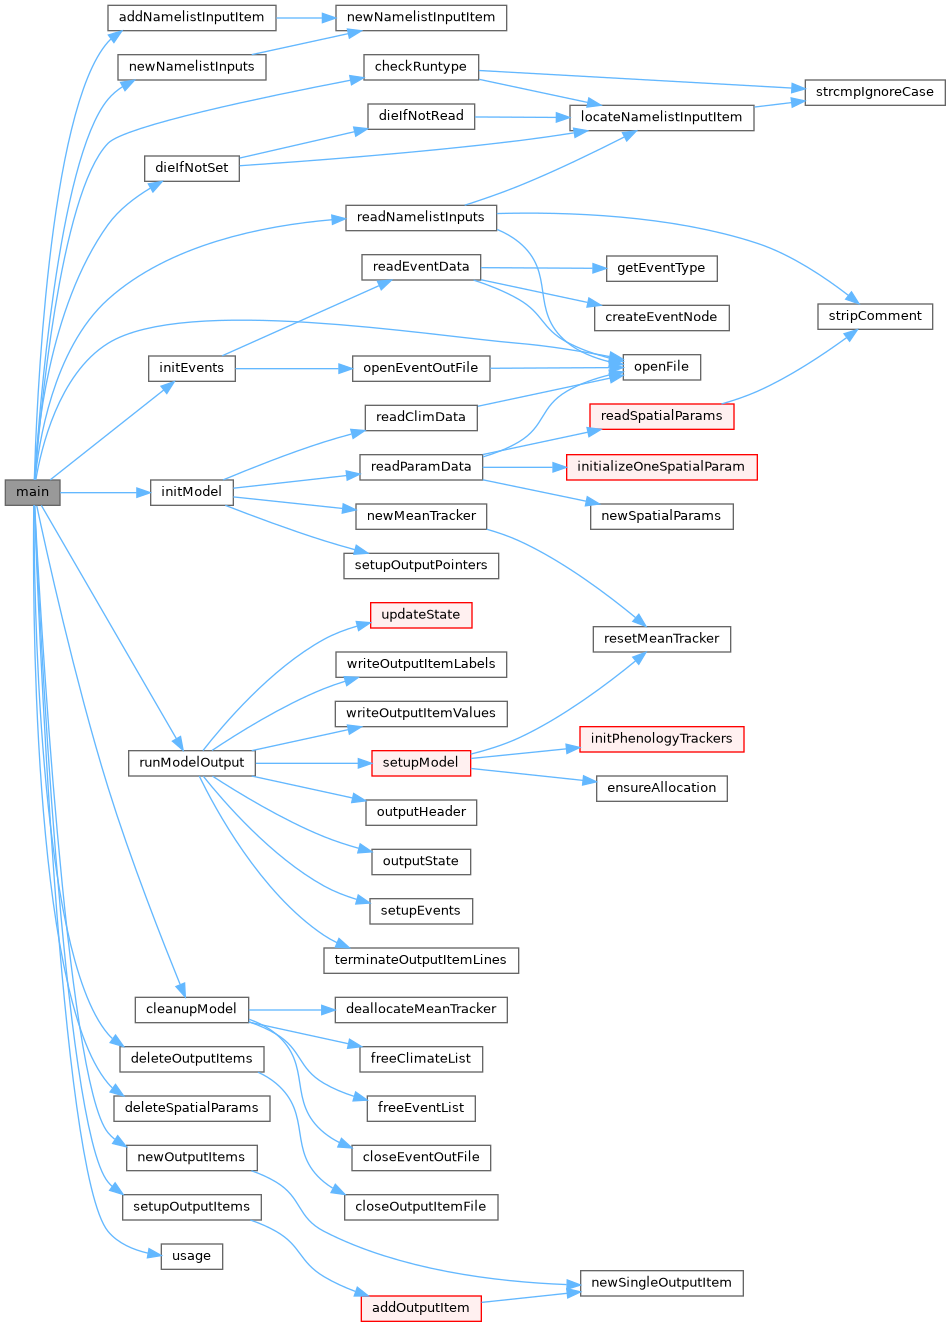 addNamelistInputItem
newNamelistInputItem
newNamelistInputs
checkRuntype
strcmpIgnoreCase
dieIfNotRead
locateNamelistInputItem
dieIfNotSet
readNamelistInputs
readEventData
getEventType
createEventNode
stripComment
initEvents
openEventOutFile
openFile
readClimData
readSpatialParams
readParamData
initializeOneSpatialParam
main
initModel
newMeanTracker
newSpatialParams
setupOutputPointers
updateState
resetMeanTracker
writeOutputItemLabels
writeOutputItemValues
initPhenologyTrackers
runModelOutput
setupModel
ensureAllocation
outputHeader
outputState
setupEvents
terminateOutputItemLines
cleanupModel
deallocateMeanTracker
deleteOutputItems
freeClimateList
deleteSpatialParams
freeEventList
newOutputItems
closeEventOutFile
setupOutputItems
closeOutputItemFile
usage
newSingleOutputItem
addOutputItem